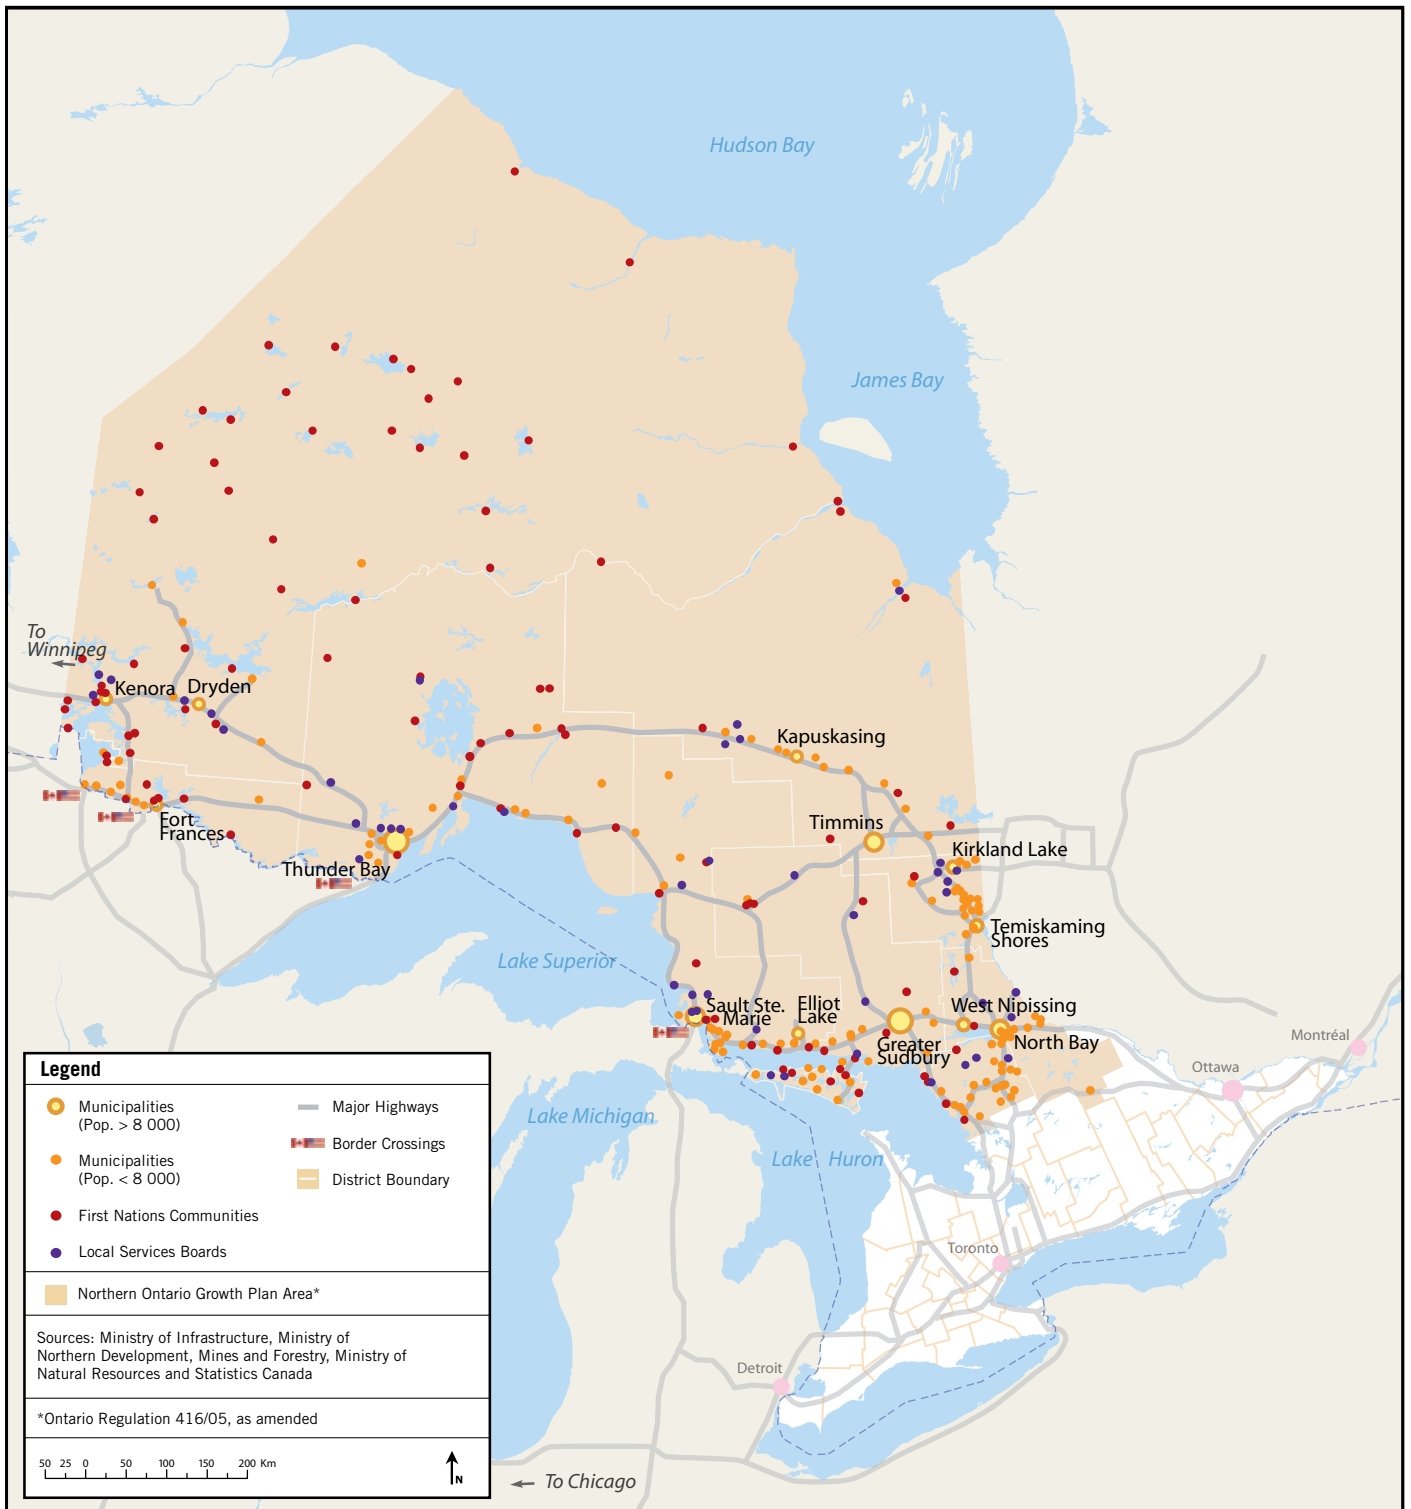 Hudson Bay
James Bay
To
Winnipeg
Kenora
Dryden
Kapuskasing
Fort
Frances
Timmins
Thunder Bay
Kirkland Lake
Temiskaming
Shores
Lake Superior
Sault Ste.
Marie
Elliot
Lake
West Nipissing
Greater
Sudbury
North Bay
Montréal
Ottawa
Lake Michigan
Lake Huron
Toronto
Detroit
To Chicago
Legend
Municipalities
(Pop. > 8 000)
Municipalities
(Pop. < 8 000)
First Nations Communities
Local Services Boards
Major Highways
Border Crossings
District Boundary
Northern Ontario Growth Plan Area*
Sources: Ministry of Infrastructure, Ministry of
Northern Development, Mines and Forestry, Ministry of
Natural Resources and Statistics Canada
*Ontario Regulation 416/05, as amended
50 25 0 50 100 150 200 Km
N